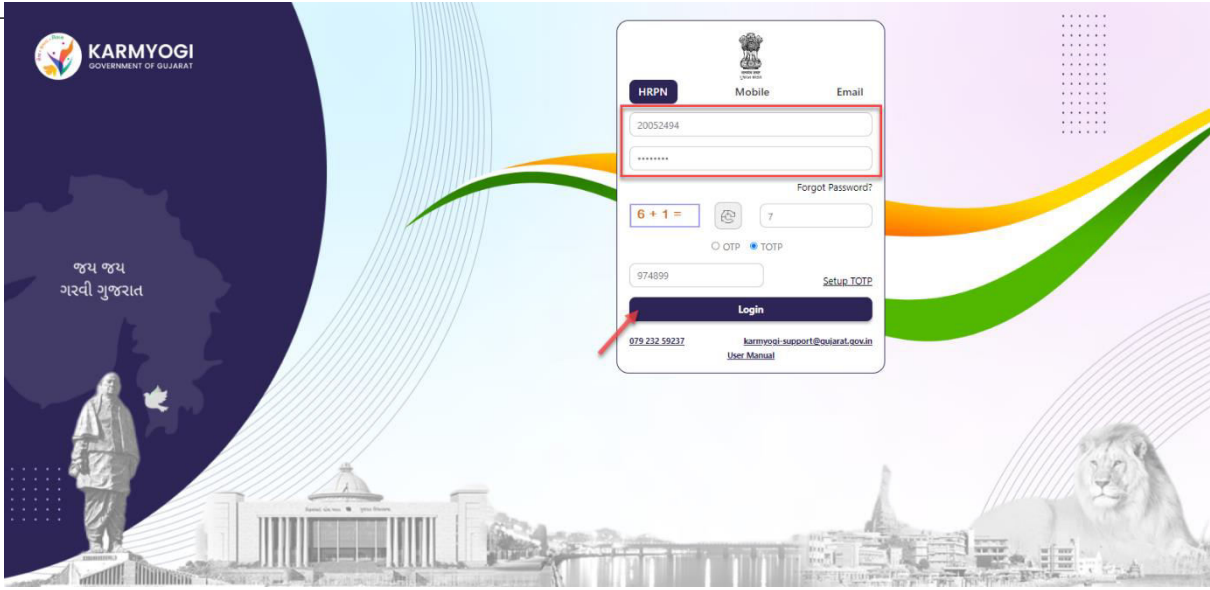 KARMYOGI
GOVERNMENT OF GUJARAT
જય જય
ગરવી ગુજરાત
HRPN Mobile Email
20052494
••••••••
Forgot Password?
6 + 1 = 7
OTP TOTP
974899 Setup TOTP
Login
079 232 59237 karmyogi-support@gujarat.gov.in
User Manual